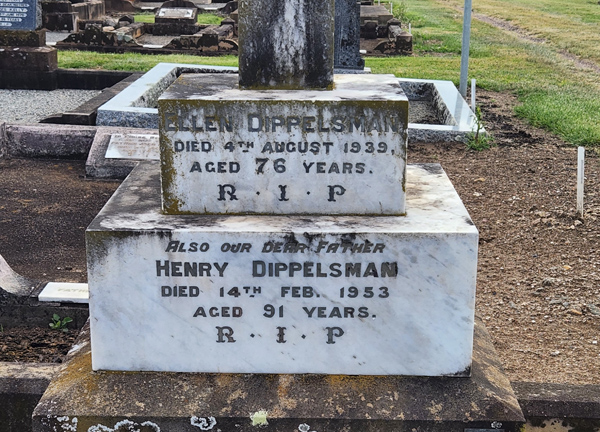 ELLEN DIPPELSMAN
DIED 4TH AUGUST 1939.
AGED 76 YEARS.
R · I · P
ALSO OUR DEAR FATHER
HENRY DIPPELSMAN
DIED 14TH FEB. 1953
AGED 91 YEARS.
R · I · P